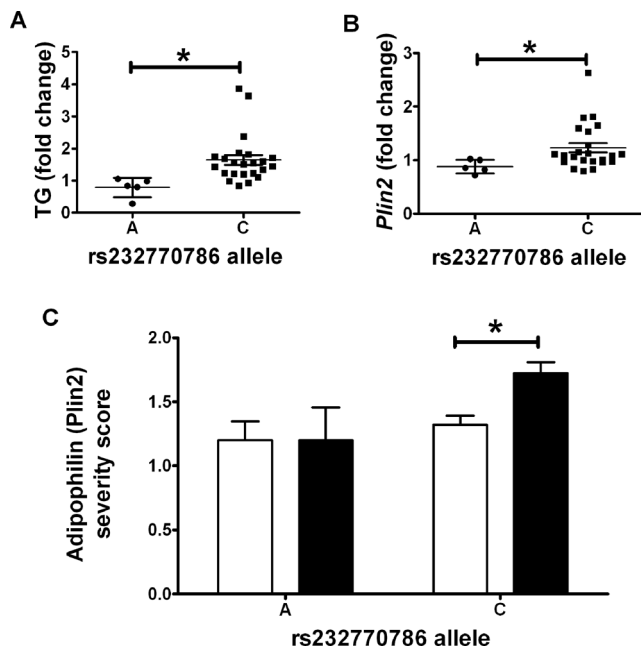 A
*
TG (fold change)
5
4
3
2
1
0
A
C
rs232770786 allele
B
*
Plin2 (fold change)
3
2
1
0
A
C
rs232770786 allele
C
*
Adipophilin (Plin2)
severity score
2.0
1.5
1.0
0.5
0.0
A
C
rs232770786 allele